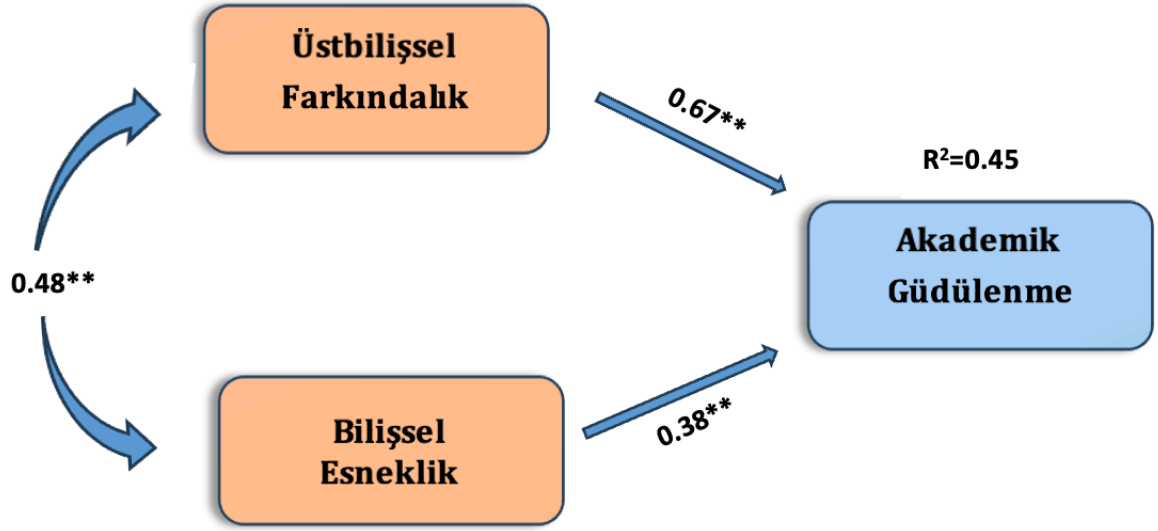 Üstbilişsel
Farkındalık
0.67**
R²=0.45
Akademik
Güdülenme
0.48**
Bilişsel
Esneklik
0.38**